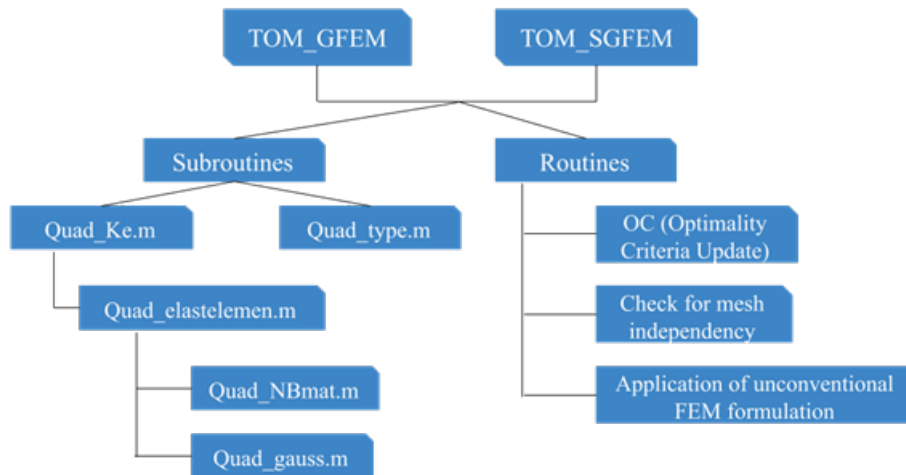 TOM_GFEM
TOM_SGFEM
Subroutines
Routines
Quad_Ke.m
Quad_type.m
OC (Optimality
Criteria Update)
Quad_elastelemen.m
Check for mesh
independency
Quad_NBmat.m
Application of unconventional
FEM formulation
Quad_gauss.m